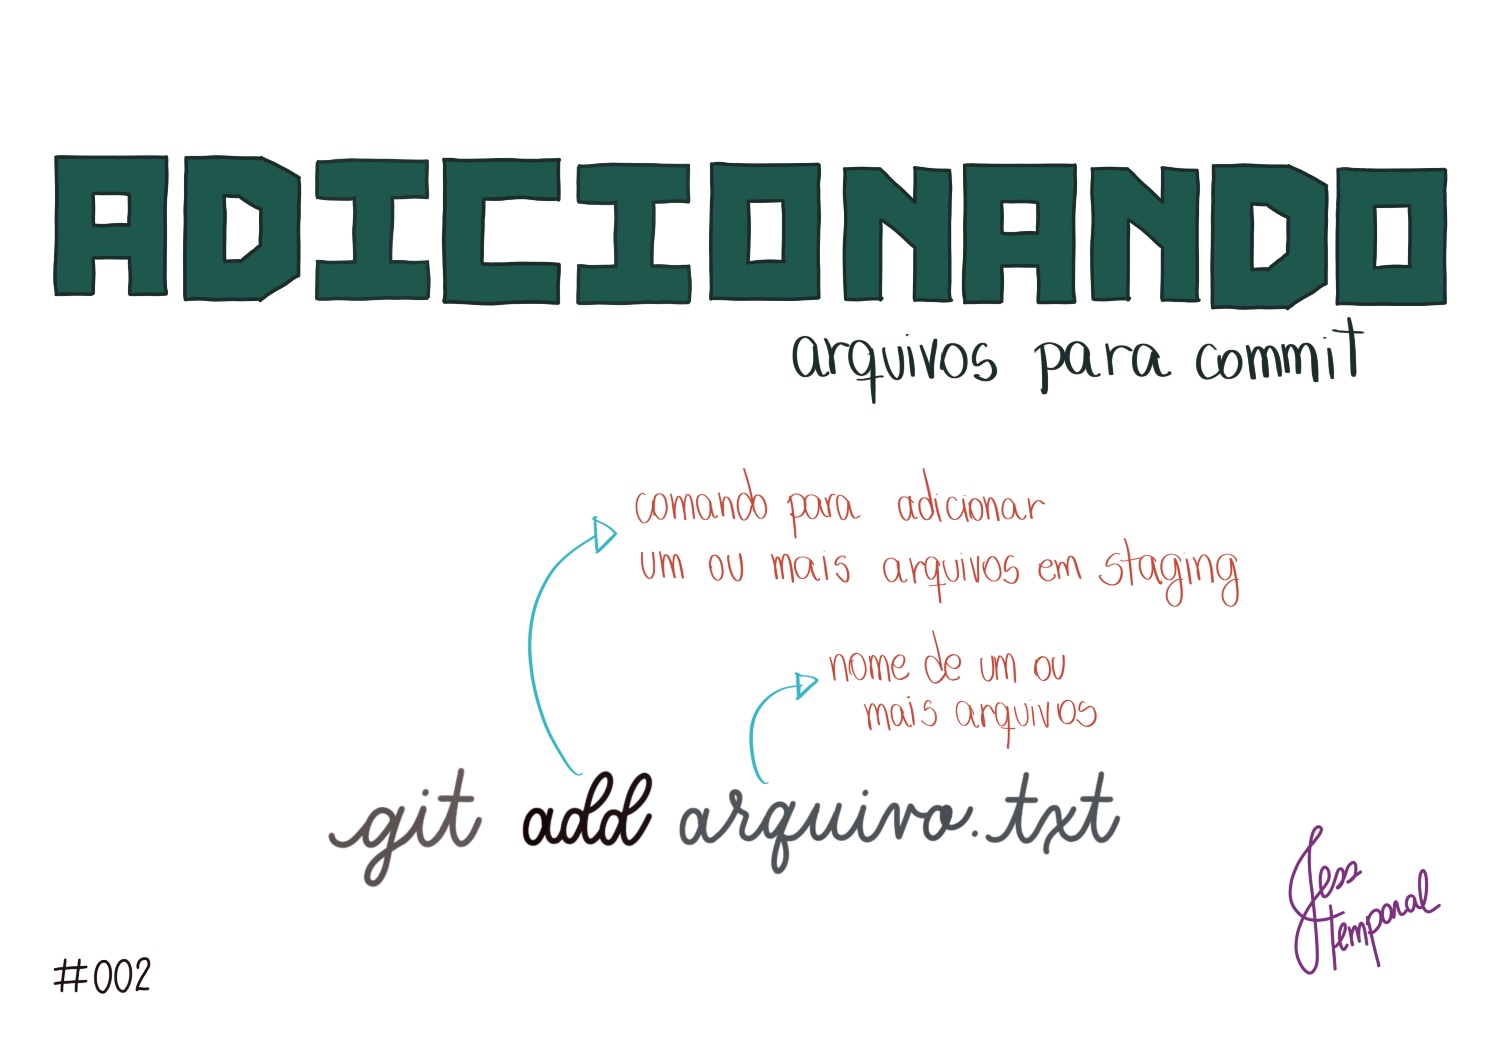 ADICIONANDO
arquivos para commit
comando para adicionar
um ou mais arquivos em staging
nome de um ou
mais arquivos
git add arquivo.txt
Jess
temporal
#002